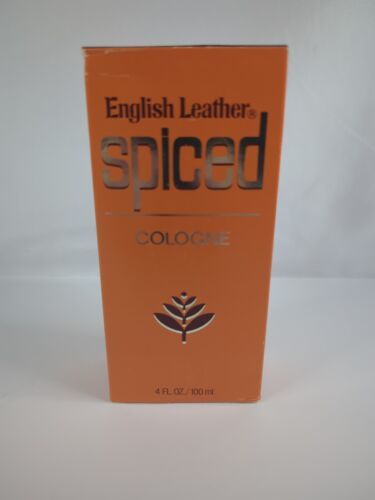 English Leather®
spiced
COLOGNE
4 FL. OZ./100 ml